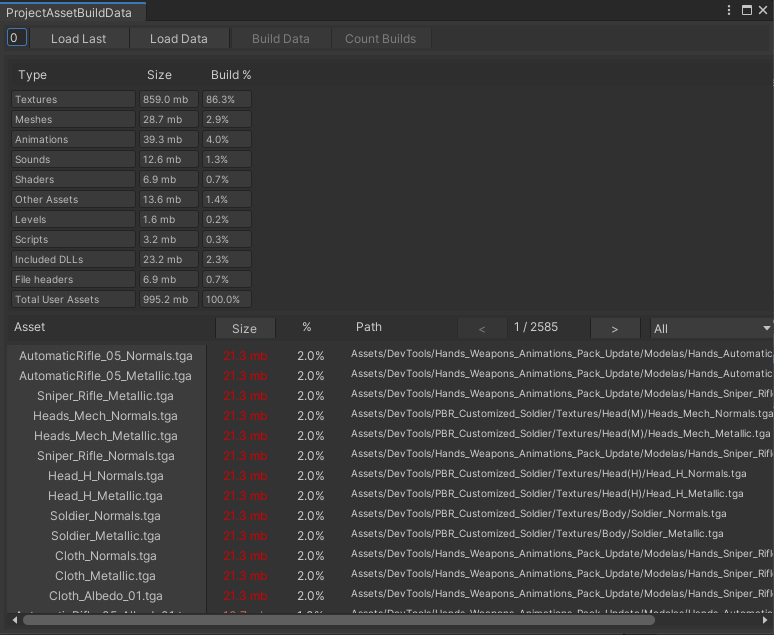 ProjectAssetBuildData
0 Load Last Load Data Build Data Count Builds
Type Size Build %
Textures 859.0 mb 86.3%
Meshes 28.7 mb 2.9%
Animations 39.3 mb 4.0%
Sounds 12.6 mb 1.3%
Shaders 6.9 mb 0.7%
Other Assets 13.6 mb 1.4%
Levels 1.6 mb 0.2%
Scripts 3.2 mb 0.3%
Included DLLs 23.2 mb 2.3%
File headers 6.9 mb 0.7%
Total User Assets 995.2 mb 100.0%
Asset Size % Path < 1 / 2585 > All
AutomaticRifle_05_Normals.tga 21.3 mb 2.0% Assets/DevTools/Hands_Weapons_Animations_Pack_Update/Modelas/Hands_Automatic
AutomaticRifle_05_Metallic.tga 21.3 mb 2.0% Assets/DevTools/Hands_Weapons_Animations_Pack_Update/Modelas/Hands_Automatic
Sniper_Rifle_Metallic.tga 21.3 mb 2.0% Assets/DevTools/Hands_Weapons_Animations_Pack_Update/Modelas/Hands_Sniper_Rifl
Heads_Mech_Normals.tga 21.3 mb 2.0% Assets/DevTools/PBR_Customized_Soldier/Textures/Head(M)/Heads_Mech_Normals.tga
Heads_Mech_Metallic.tga 21.3 mb 2.0% Assets/DevTools/PBR_Customized_Soldier/Textures/Head(M)/Heads_Mech_Metallic.tga
Sniper_Rifle_Normals.tga 21.3 mb 2.0% Assets/DevTools/Hands_Weapons_Animations_Pack_Update/Modelas/Hands_Sniper_Rifl
Head_H_Normals.tga 21.3 mb 2.0% Assets/DevTools/PBR_Customized_Soldier/Textures/Head(H)/Head_H_Normals.tga
Head_H_Metallic.tga 21.3 mb 2.0% Assets/DevTools/PBR_Customized_Soldier/Textures/Head(H)/Head_H_Metallic.tga
Soldier_Normals.tga 21.3 mb 2.0% Assets/DevTools/PBR_Customized_Soldier/Textures/Body/Soldier_Normals.tga
Soldier_Metallic.tga 21.3 mb 2.0% Assets/DevTools/PBR_Customized_Soldier/Textures/Body/Soldier_Metallic.tga
Cloth_Normals.tga 21.3 mb 2.0% Assets/DevTools/Hands_Weapons_Animations_Pack_Update/Modelas/Hands_Sniper_Rifl
Cloth_Metallic.tga 21.3 mb 2.0% Assets/DevTools/Hands_Weapons_Animations_Pack_Update/Modelas/Hands_Sniper_Rifl
Cloth_Albedo_01.tga 21.3 mb 2.0% Assets/DevTools/Hands_Weapons_Animations_Pack_Update/Modelas/Hands_Sniper_Rifl